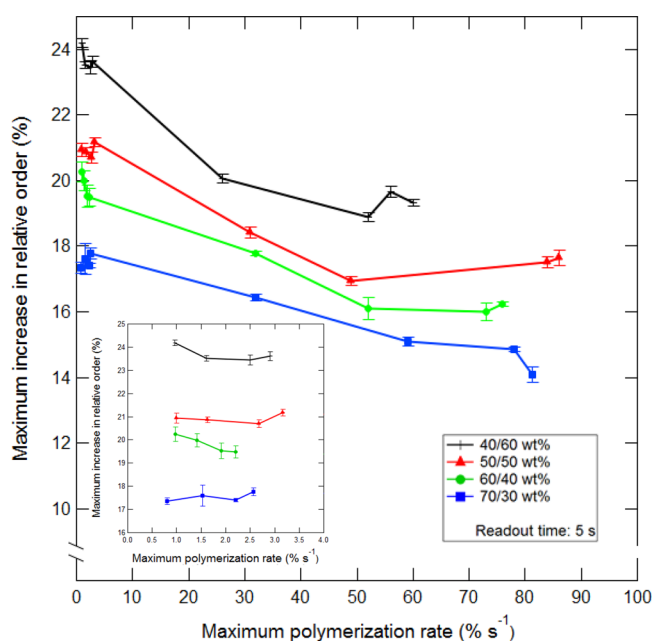 Maximum increase in relative order (%)
24
22
20
18
16
14
12
10
0 10 20 30 40 50 60 70 80 90 100
Maximum polymerization rate (% s⁻¹)
Maximum increase in relative order (%)
25
24
23
22
21
20
19
18
17
16
0.0 0.5 1.0 1.5 2.0 2.5 3.0 3.5 4.0
Maximum polymerization rate (% s⁻¹)
40/60 wt%
50/50 wt%
60/40 wt%
70/30 wt%
Readout time: 5 s